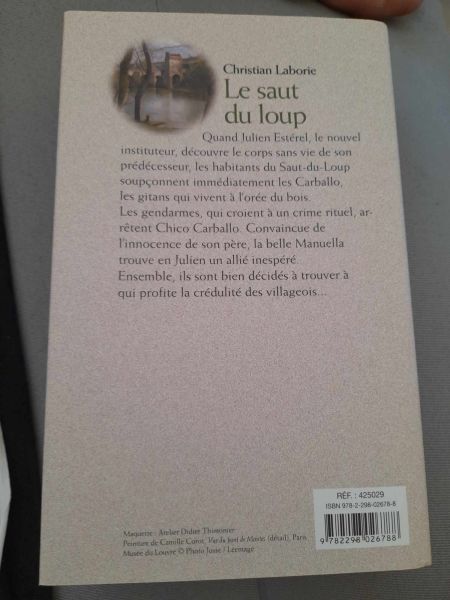 Christian Laborie
Le saut
du loup
Quand Julien Estérel, le nouvel
instituteur, découvre le corps sans vie de son
prédécesseur, les habitants du Saut-du-Loup
soupçonnent immédiatement les Carballo,
les gitans qui vivent à l'orée du bois.
Les gendarmes, qui croient à un crime rituel, ar-
rêtent Chico Carballo. Convaincue de
l'innocence de son père, la belle Manuella
trouve en Julien un allié inespéré.
Ensemble, ils sont bien décidés à trouver à
qui profite la crédulité des villageois...
RÉF. : 425029
ISBN 978-2-298-02678-8
9 782298 026788
Maquette : Atelier Didier Thimonier
Peinture de Camille Corot, Vue du pont de Mantes (détail), Paris,
Musée du Louvre © Photo Josse / Leemage